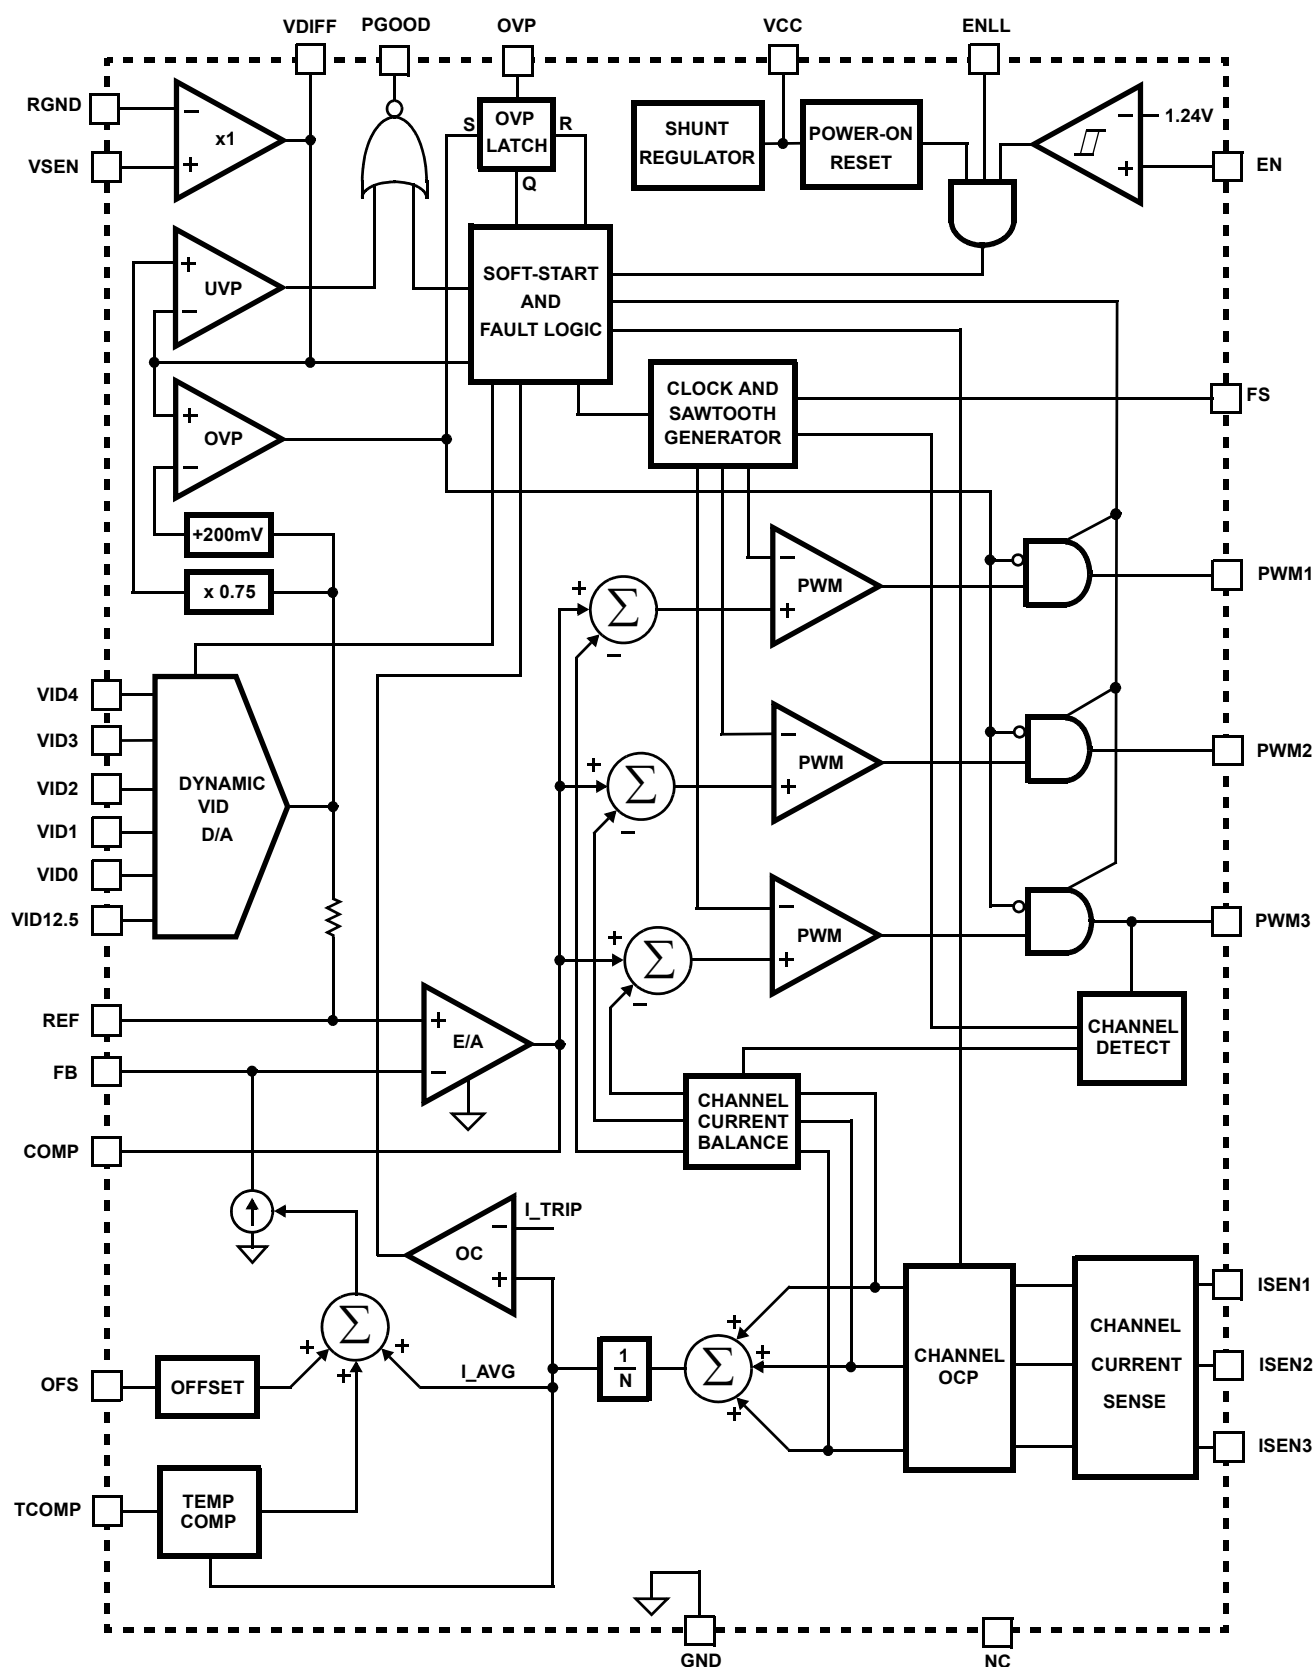 VDIFF
PGOOD
OVP
VCC
ENLL
RGND
VSEN
−
x1
+
S
OVP
LATCH
R
Q
SHUNT
REGULATOR
POWER-ON
RESET
−
1.24V
+
EN
+
UVP
−
SOFT-START
AND
FAULT LOGIC
+
OVP
−
CLOCK AND
SAWTOOTH
GENERATOR
FS
+200mV
x 0.75
−
PWM
+
+
Σ
−
PWM1
VID4
VID3
VID2
VID1
VID0
VID12.5
DYNAMIC
VID
D/A
−
PWM
+
+
Σ
−
PWM2
−
PWM
+
+
Σ
−
PWM3
REF
FB
COMP
+
E/A
−
CHANNEL
DETECT
CHANNEL
CURRENT
BALANCE
I_TRIP
−
OC
+
Σ
+
+
+
I_AVG
OFS
OFFSET
TCOMP
TEMP
COMP
1
N
Σ
+
+
+
CHANNEL
OCP
CHANNEL
CURRENT
SENSE
ISEN1
ISEN2
ISEN3
GND
NC